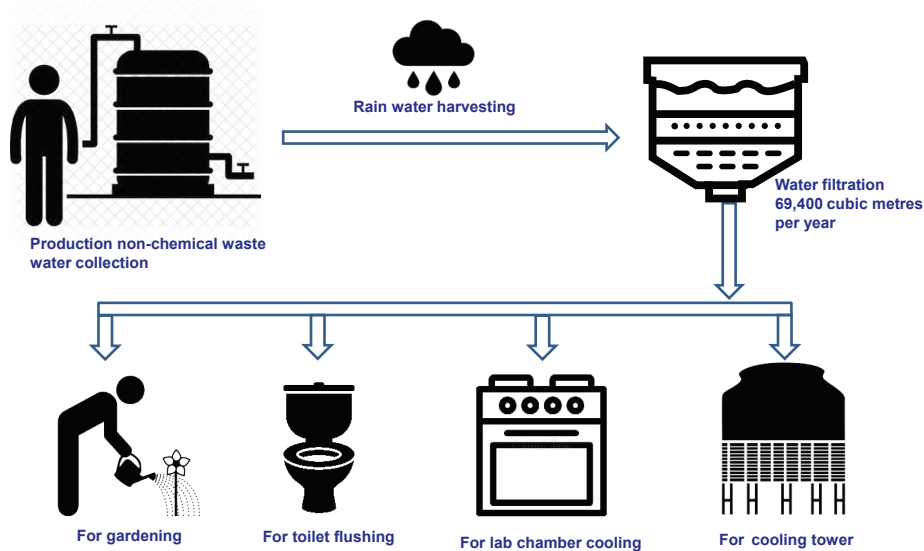 Rain water harvesting
Production non-chemical waste
water collection
Water filtration
69,400 cubic metres
per year
For gardening
For toilet flushing
For lab chamber cooling
For cooling tower